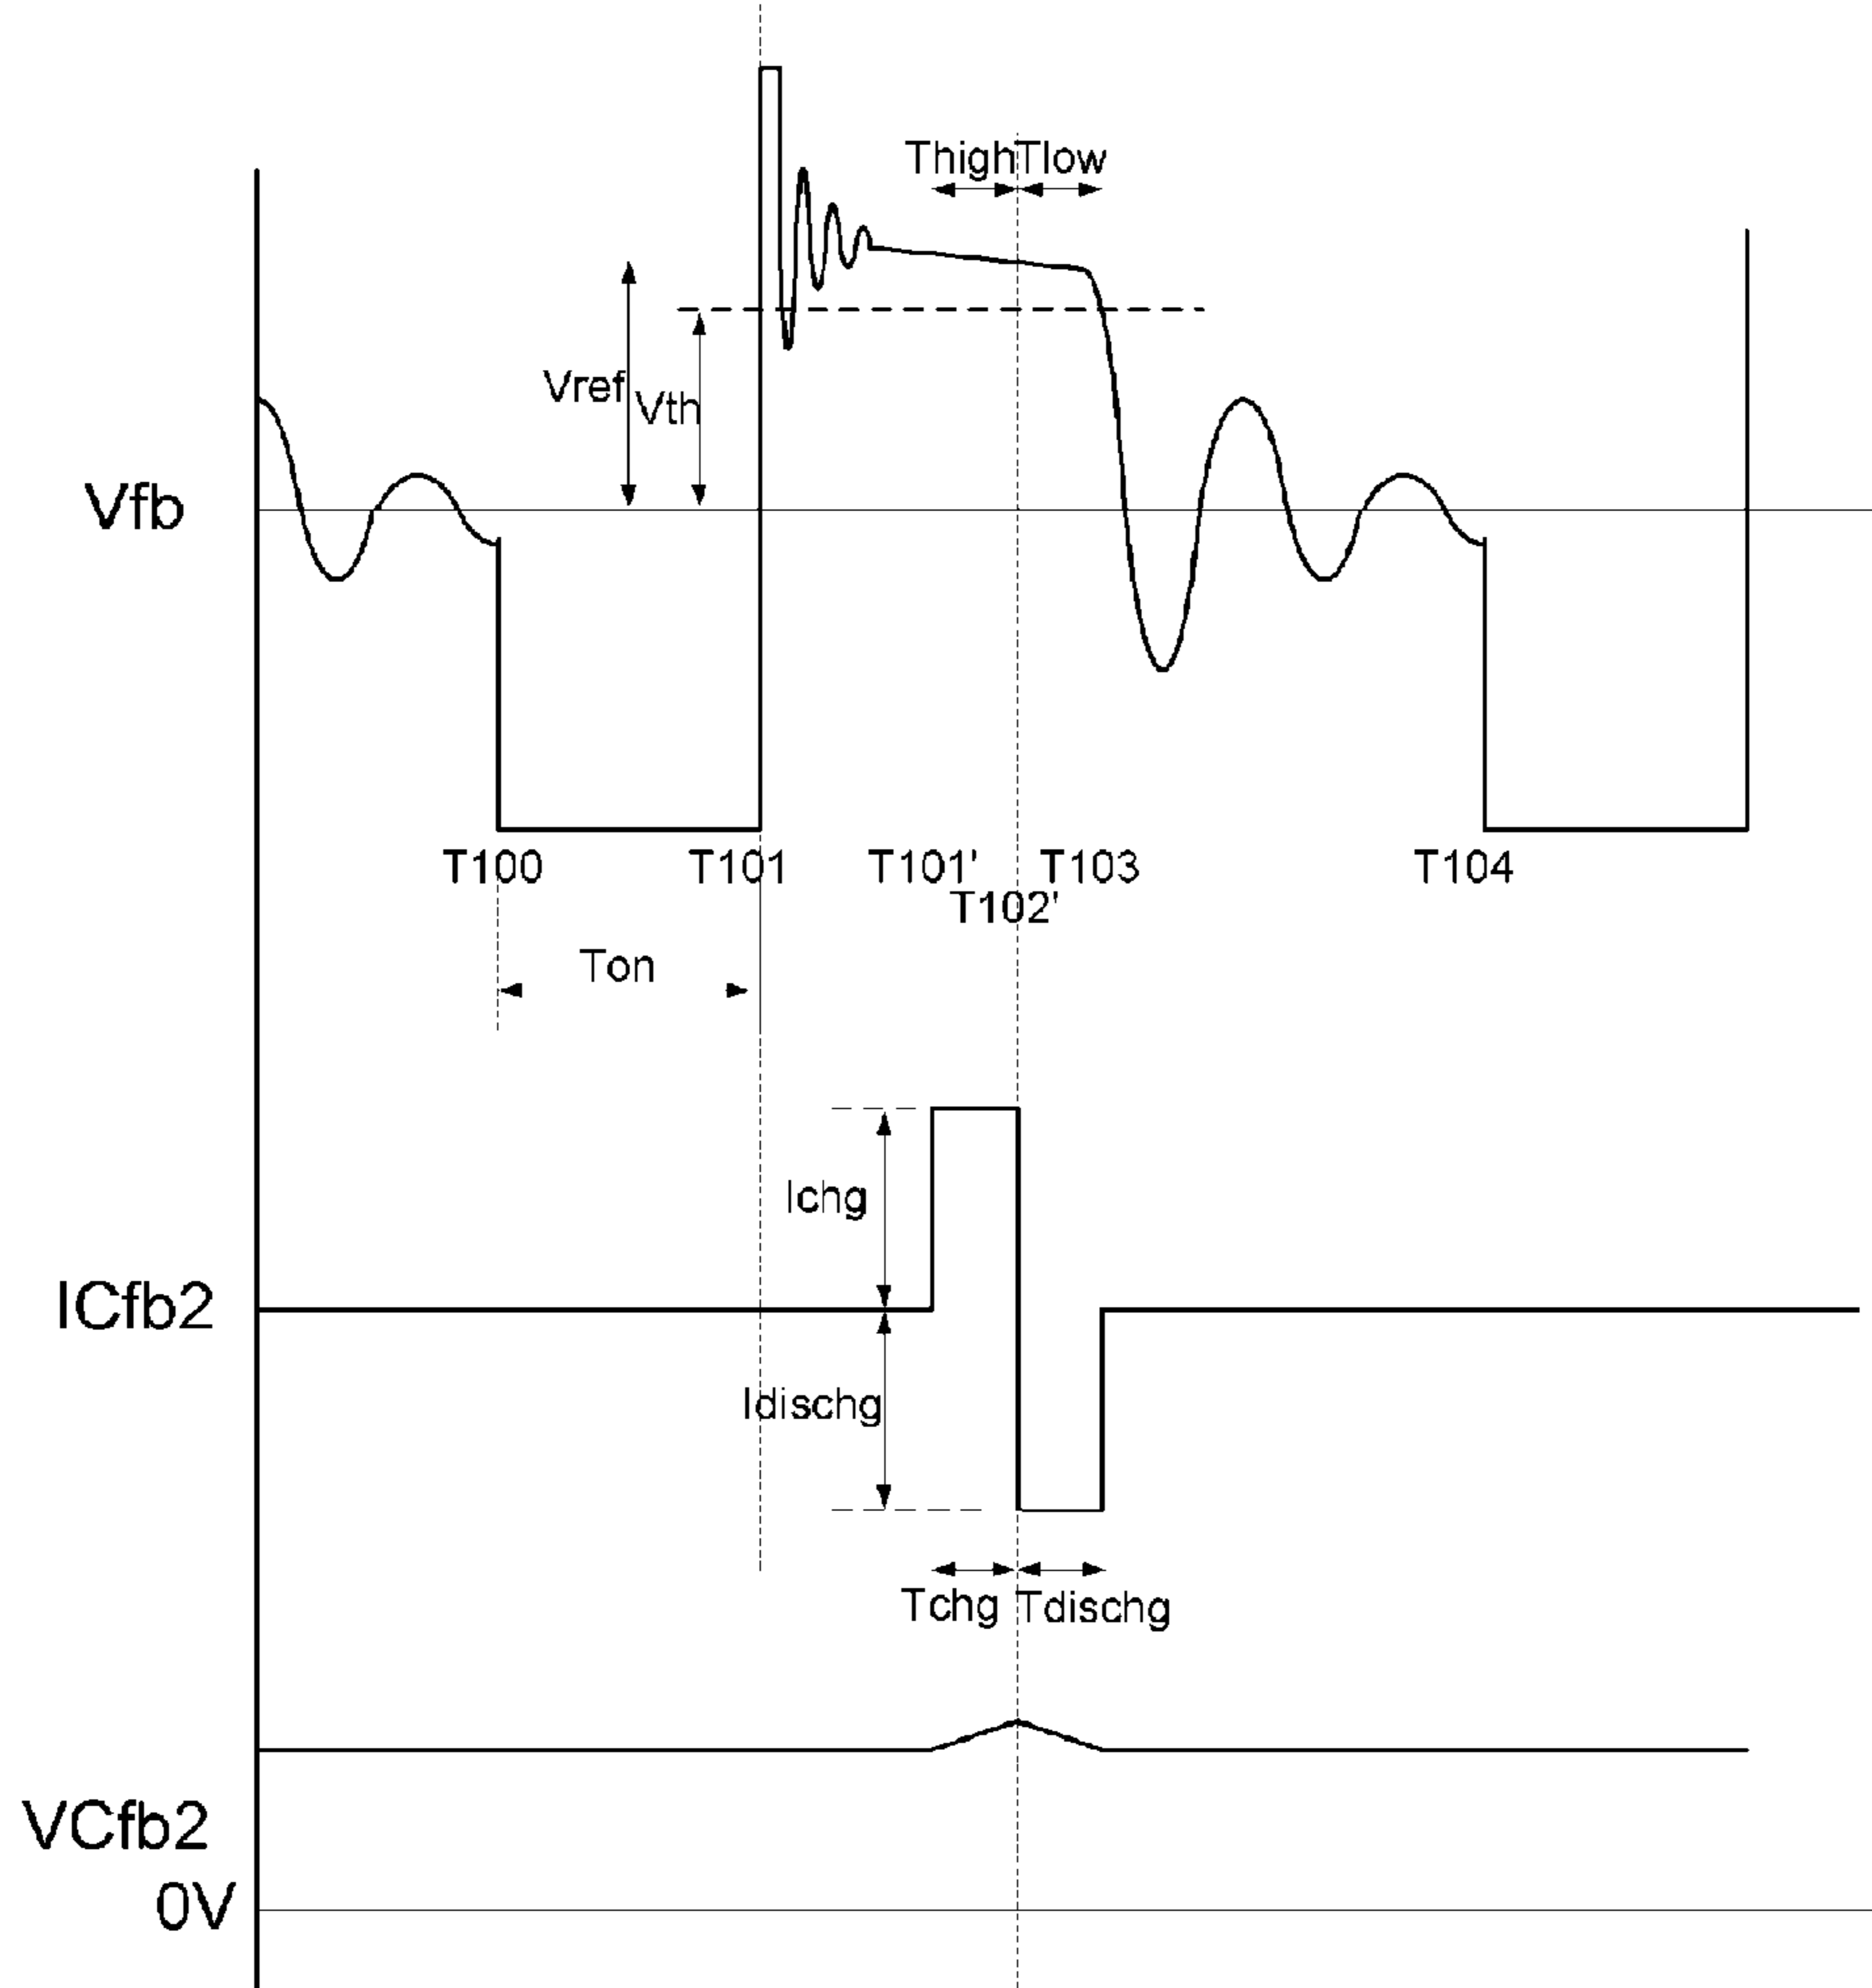 ThighTlow
Vref
Vth
Vfb
T100 T101 T101' T103 T104
T102'
Ton
Ichg
ICfb2
Idischg
Tchg Tdischg
VCfb2
0V